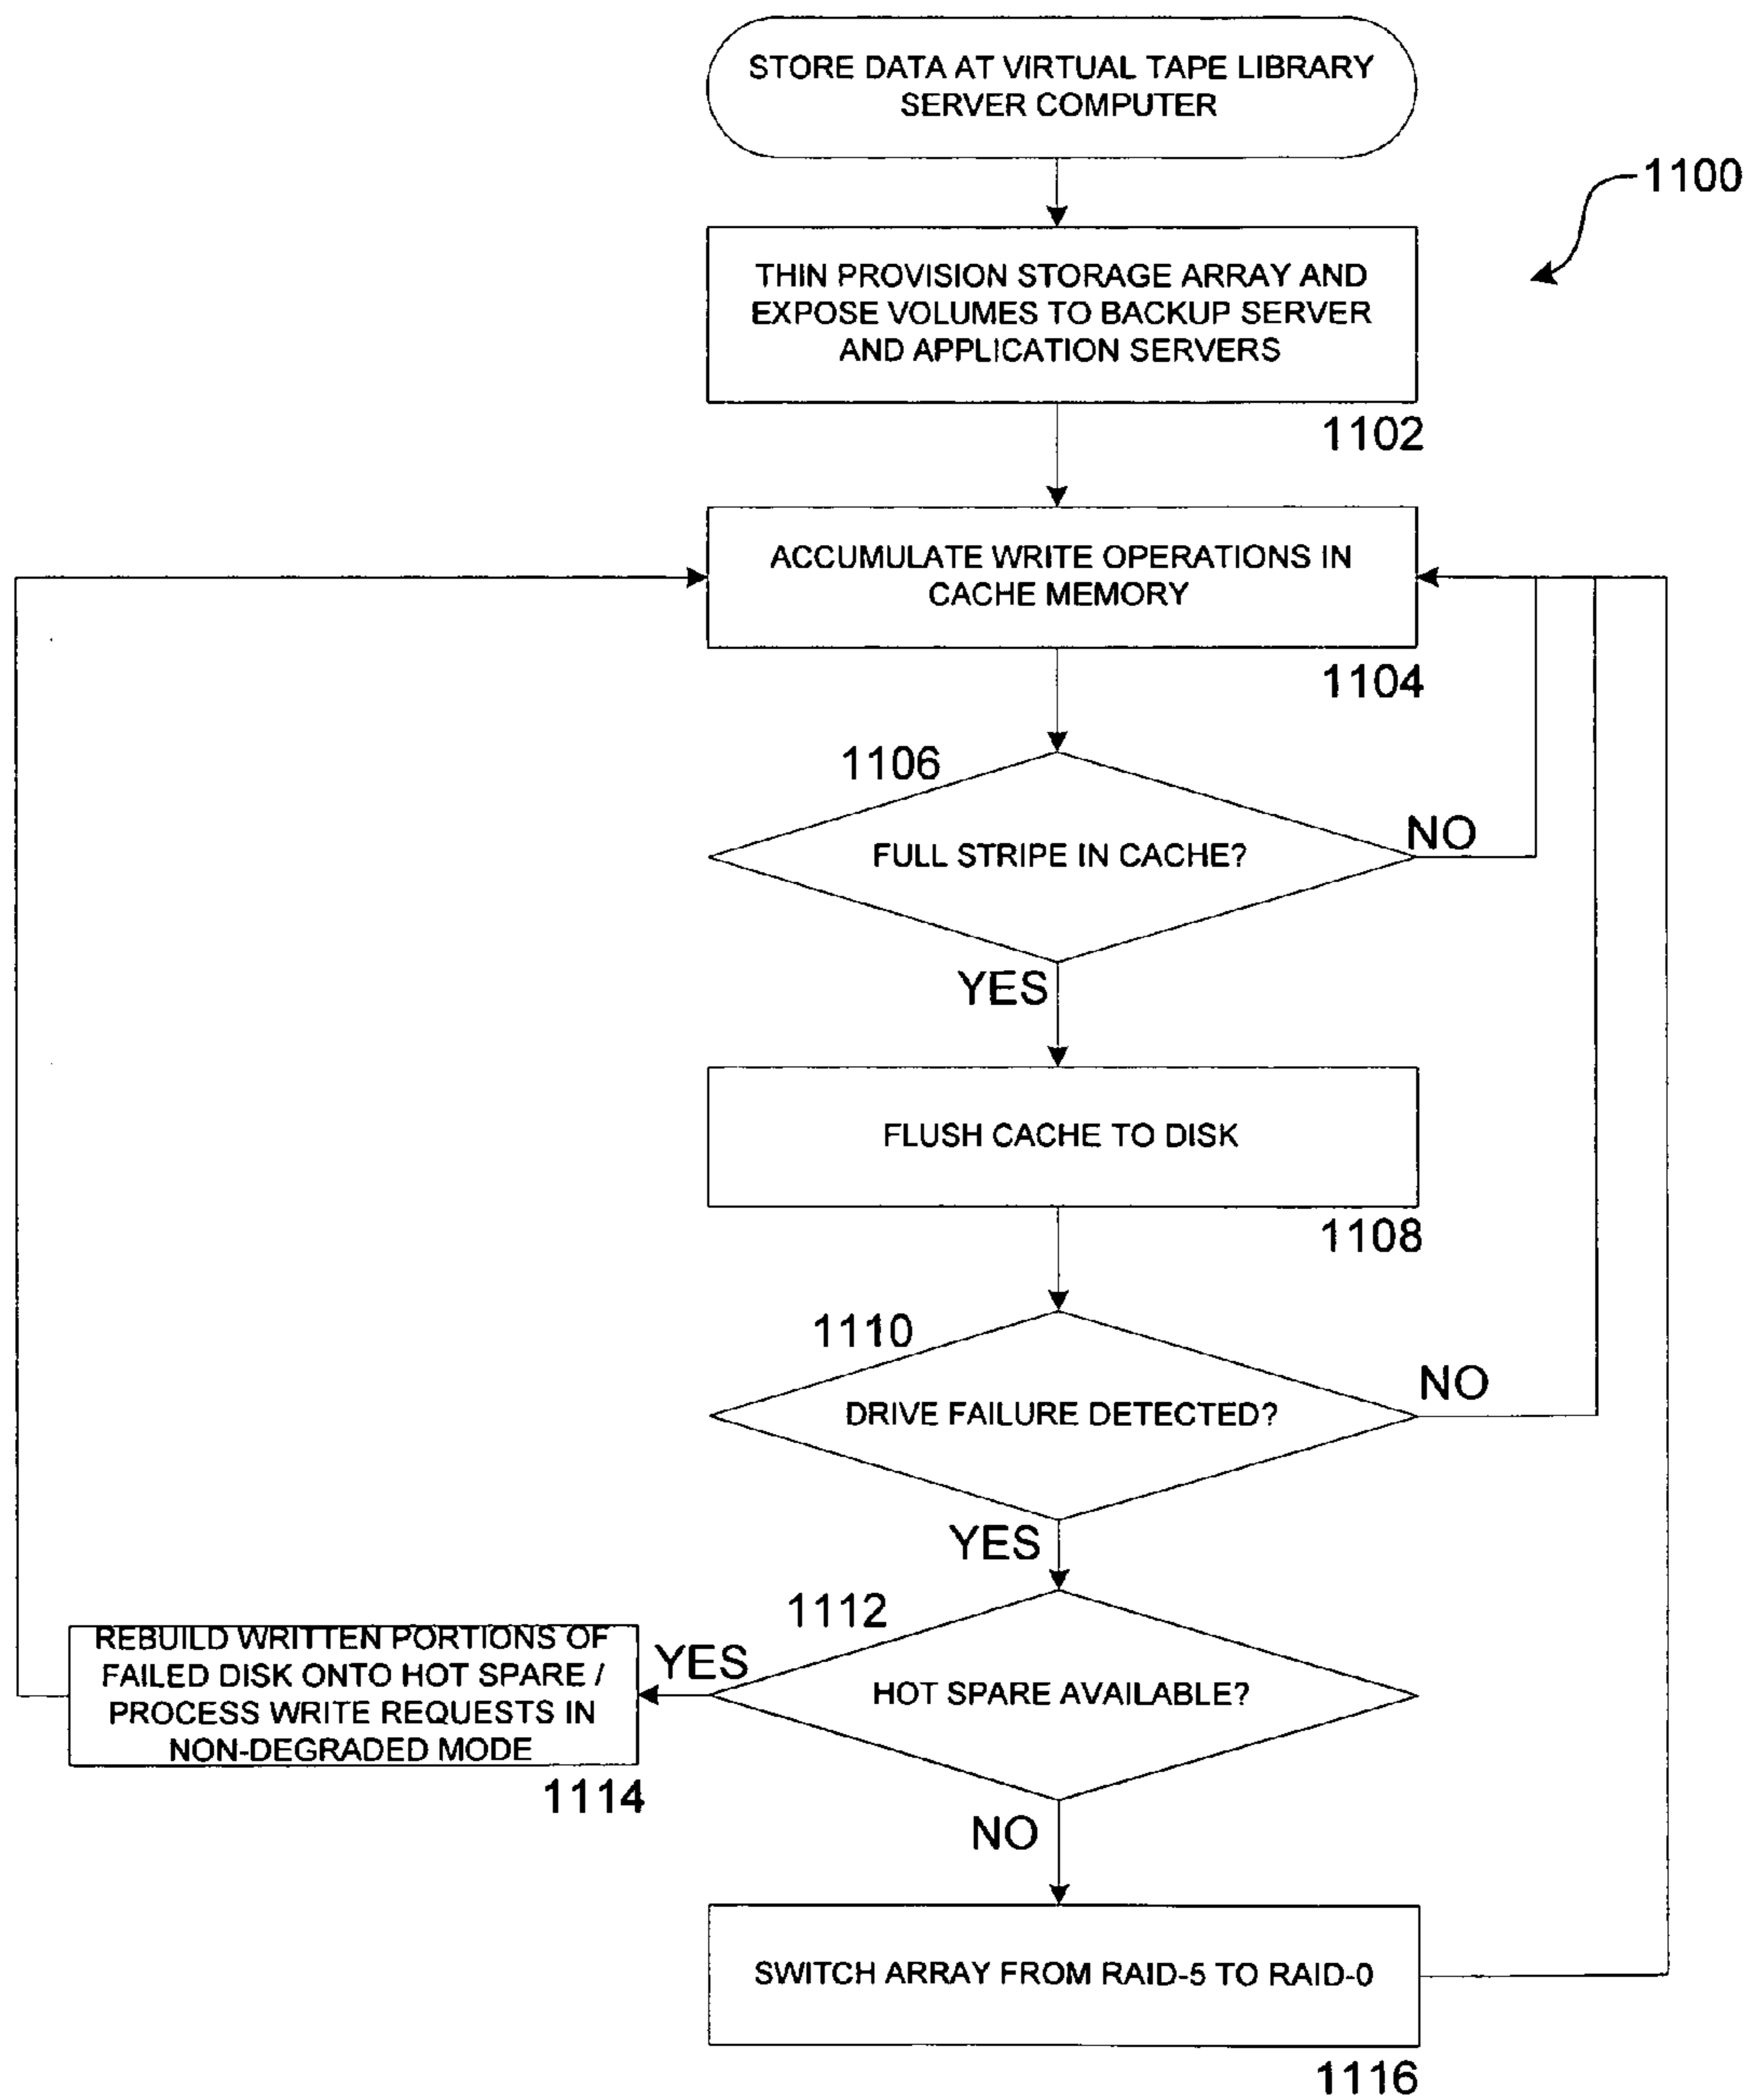 STORE DATA AT VIRTUAL TAPE LIBRARY
SERVER COMPUTER
1100
THIN PROVISION STORAGE ARRAY AND
EXPOSE VOLUMES TO BACKUP SERVER
AND APPLICATION SERVERS
1102
ACCUMULATE WRITE OPERATIONS IN
CACHE MEMORY
1104
1106
FULL STRIPE IN CACHE?
NO
YES
FLUSH CACHE TO DISK
1108
1110
DRIVE FAILURE DETECTED?
NO
YES
1112
HOT SPARE AVAILABLE?
YES
REBUILD WRITTEN PORTIONS OF
FAILED DISK ONTO HOT SPARE /
PROCESS WRITE REQUESTS IN
NON-DEGRADED MODE
1114
NO
SWITCH ARRAY FROM RAID-5 TO RAID-0
1116